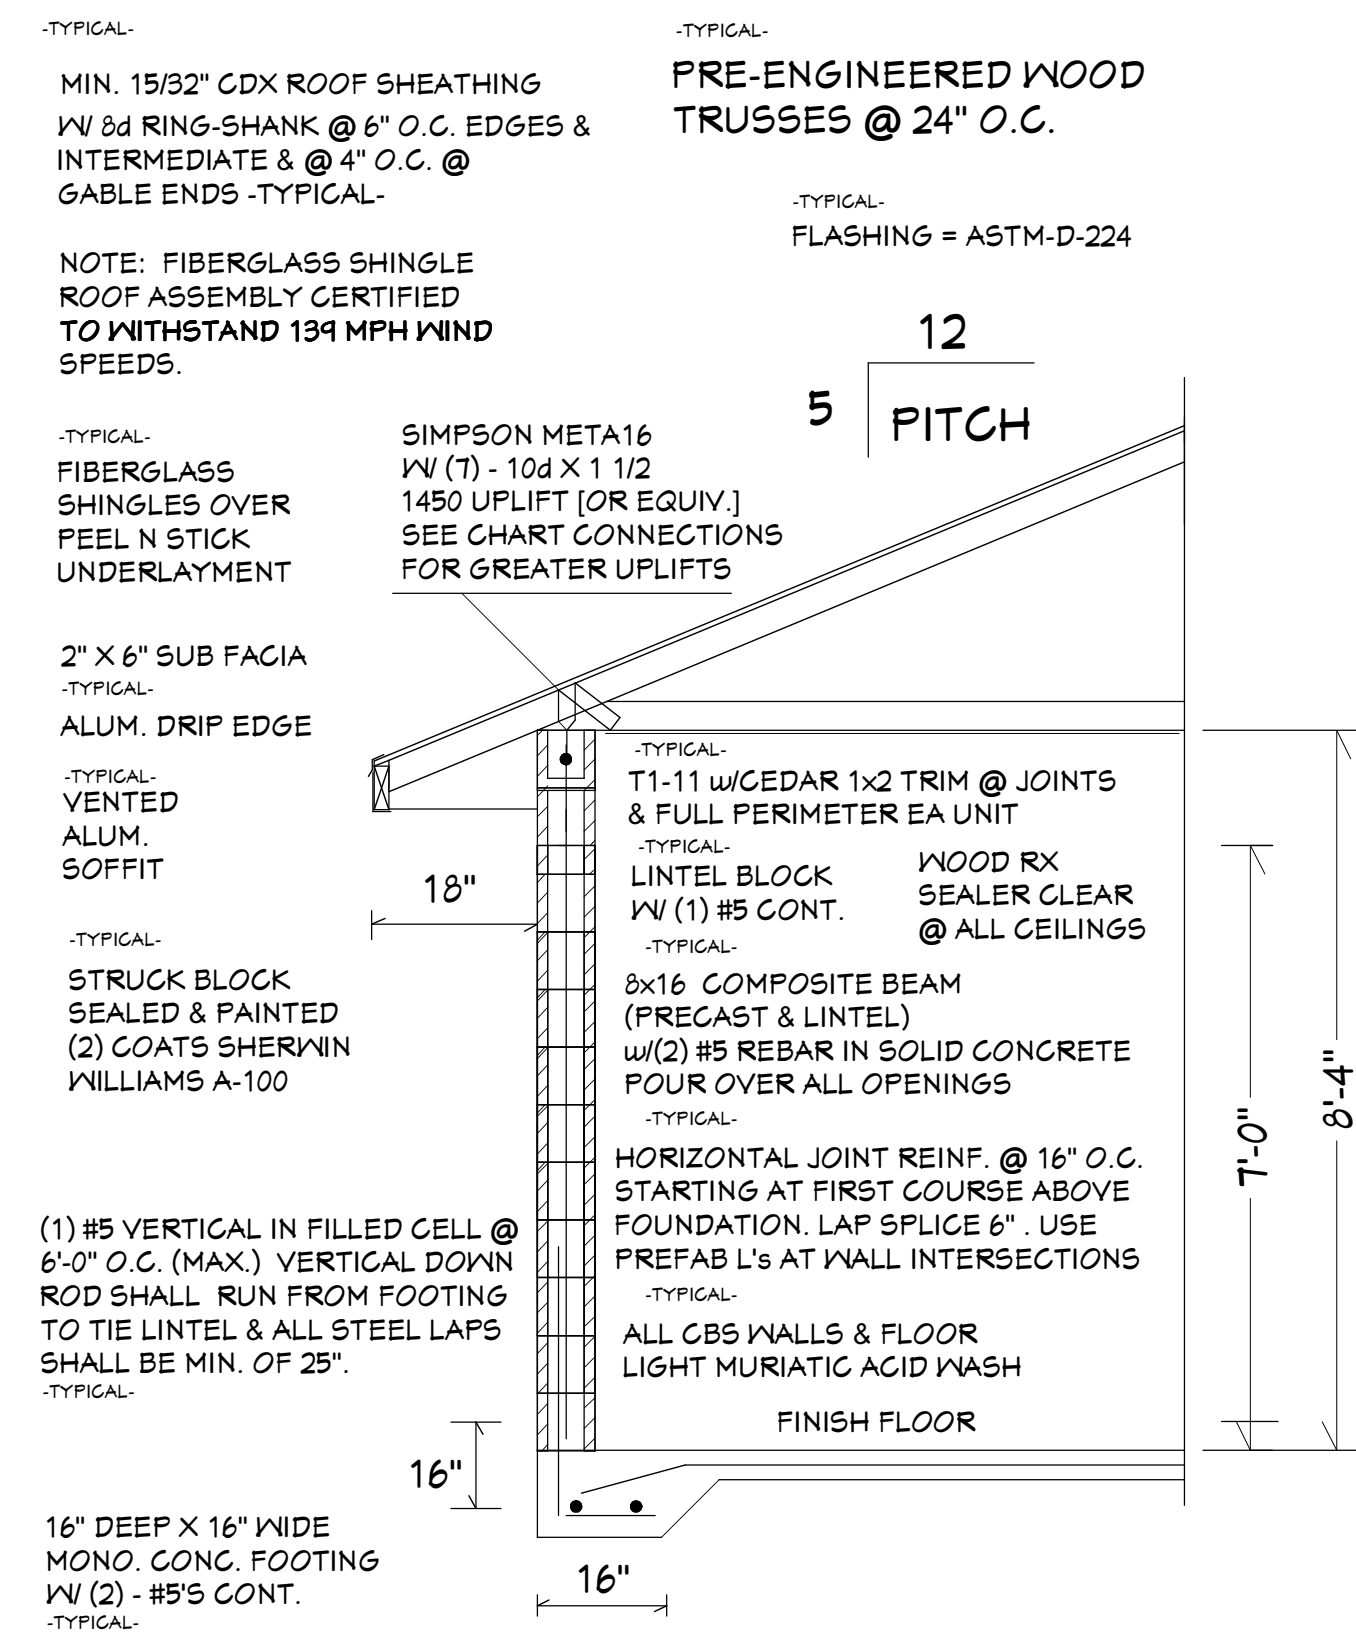 -TYPICAL-
MIN. 15/32" CDX ROOF SHEATHING
W/ 8d RING-SHANK @ 6" O.C. EDGES &
INTERMEDIATE & @ 4" O.C. @
GABLE ENDS -TYPICAL-
NOTE: FIBERGLASS SHINGLE
ROOF ASSEMBLY CERTIFIED
TO WITHSTAND 139 MPH WIND
SPEEDS.
-TYPICAL-
PRE-ENGINEERED WOOD
TRUSSES @ 24" O.C.
-TYPICAL-
FLASHING = ASTM-D-224
12
5
PITCH
-TYPICAL-
FIBERGLASS
SHINGLES OVER
PEEL N STICK
UNDERLAYMENT
SIMPSON META16
W/ (7) - 10d X 1 1/2
1450 UPLIFT [OR EQUIV.]
SEE CHART CONNECTIONS
FOR GREATER UPLIFTS
2" X 6" SUB FACIA
-TYPICAL-
ALUM. DRIP EDGE
-TYPICAL-
VENTED
ALUM.
SOFFIT
18"
-TYPICAL-
STRUCK BLOCK
SEALED & PAINTED
(2) COATS SHERWIN
WILLIAMS A-100
-TYPICAL-
T1-11 w/CEDAR 1x2 TRIM @ JOINTS
& FULL PERIMETER EA UNIT
-TYPICAL-
LINTEL BLOCK
W/ (1) #5 CONT.
WOOD RX
SEALER CLEAR
@ ALL CEILINGS
-TYPICAL-
8x16 COMPOSITE BEAM
(PRECAST & LINTEL)
w/(2) #5 REBAR IN SOLID CONCRETE
POUR OVER ALL OPENINGS
-TYPICAL-
HORIZONTAL JOINT REINF. @ 16" O.C.
STARTING AT FIRST COURSE ABOVE
FOUNDATION. LAP SPLICE 6" . USE
PREFAB L's AT WALL INTERSECTIONS
-TYPICAL-
ALL CBS WALLS & FLOOR
LIGHT MURIATIC ACID WASH
FINISH FLOOR
7'-0"
8'-4"
(1) #5 VERTICAL IN FILLED CELL @
6'-0" O.C. (MAX.) VERTICAL DOWN
ROD SHALL RUN FROM FOOTING
TO TIE LINTEL & ALL STEEL LAPS
SHALL BE MIN. OF 25".
-TYPICAL-
16"
16" DEEP X 16" WIDE
MONO. CONC. FOOTING
W/ (2) - #5'S CONT.
-TYPICAL-
16"